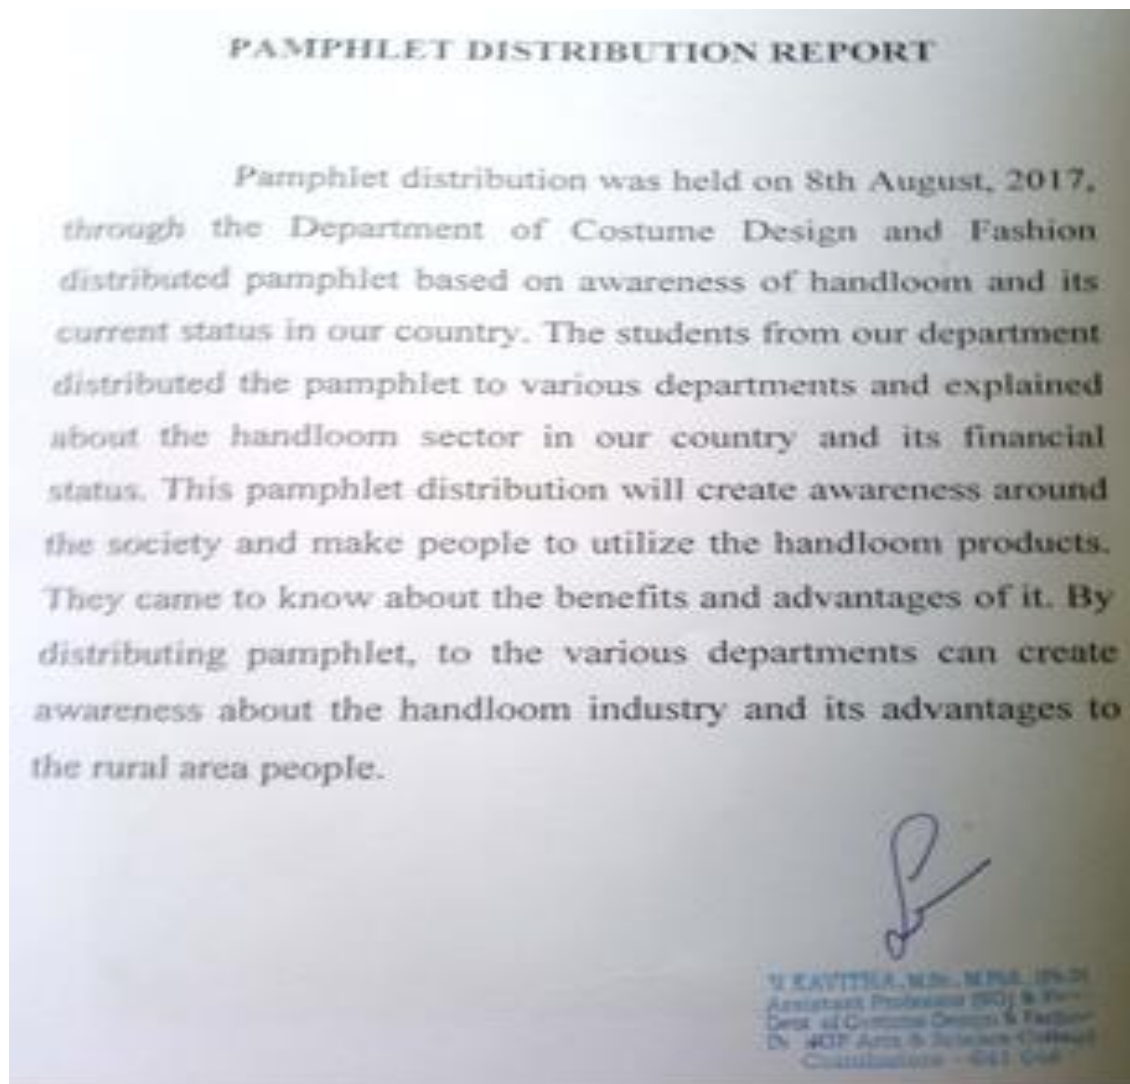 PAMPHLET DISTRIBUTION REPORT
Pamphlet distribution was held on 8th August, 2017,
through the Department of Costume Design and Fashion
distributed pamphlet based on awareness of handloom and its
current status in our country. The students from our department
distributed the pamphlet to various departments and explained
about the handloom sector in our country and its financial
status. This pamphlet distribution will create awareness around
the society and make people to utilize the handloom products.
They came to know about the benefits and advantages of it. By
distributing pamphlet, to the various departments can create
awareness about the handloom industry and its advantages to
the rural area people.
KAVITHA, M.Sc., M.Phil.,
Assistant Professor
Dept. of Costume Design & Fashion
Arts & Science College
Coimbatore -